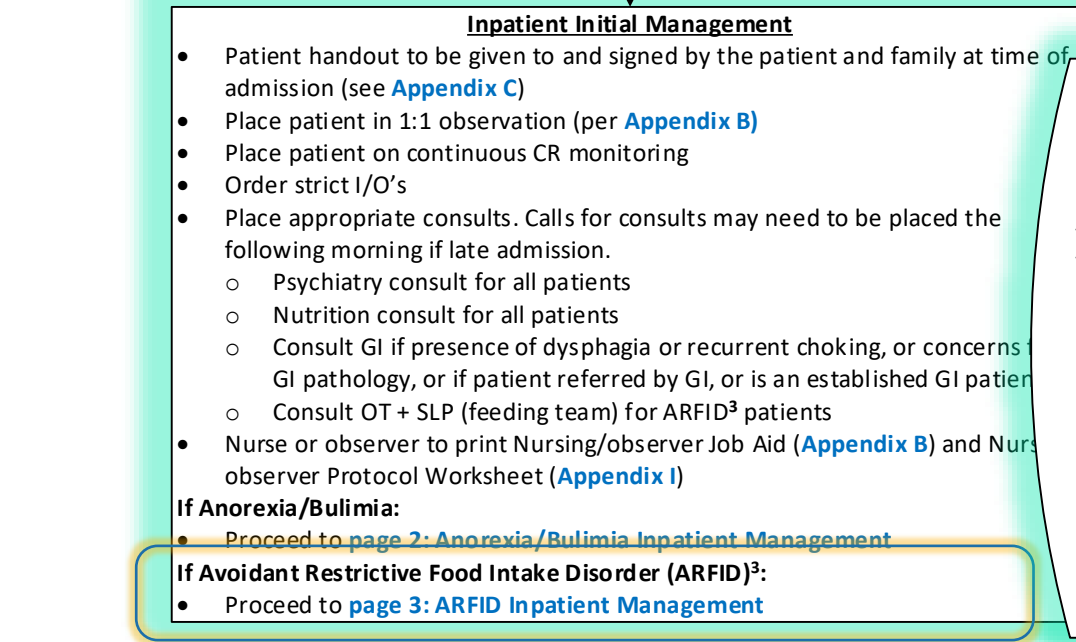 Inpatient Initial Management
• Patient handout to be given to and signed by the patient and family at time of
admission (see Appendix C)
• Place patient in 1:1 observation (per Appendix B)
• Place patient on continuous CR monitoring
• Order strict I/O’s
• Place appropriate consults. Calls for consults may need to be placed the
following morning if late admission.
o Psychiatry consult for all patients
o Nutrition consult for all patients
o Consult GI if presence of dysphagia or recurrent choking, or concerns
GI pathology, or if patient referred by GI, or is an established GI
o Consult OT + SLP (feeding team) for ARFID³ patients
• Nurse or observer to print Nursing/observer Job Aid (Appendix B) and
observer Protocol Worksheet (Appendix I)
If Anorexia/Bulimia:
• Proceed to page 2: Anorexia/Bulimia Inpatient Management
If Avoidant Restrictive Food Intake Disorder (ARFID)³:
• Proceed to page 3: ARFID Inpatient Management